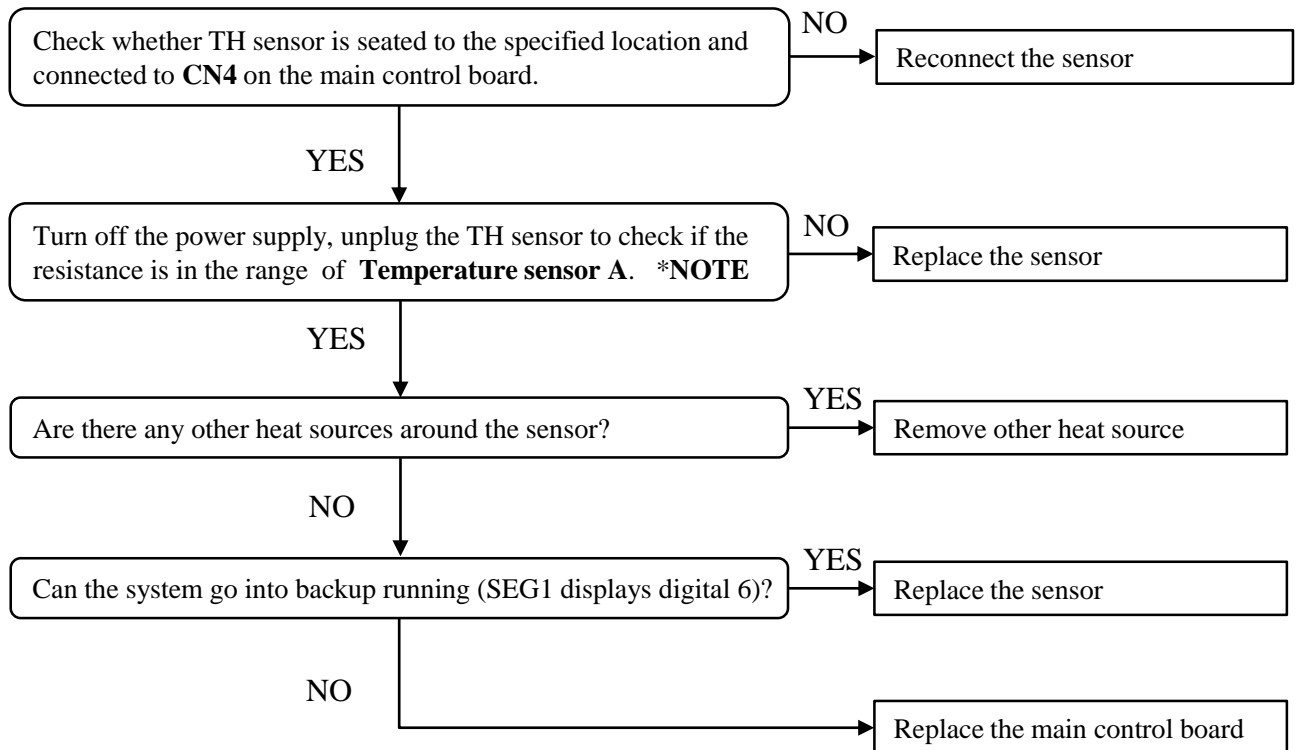 Check whether TH sensor is seated to the specified location and
connected to CN4 on the main control board.
NO
Reconnect the sensor
YES
Turn off the power supply, unplug the TH sensor to check if the
resistance is in the range of Temperature sensor A. *NOTE
NO
Replace the sensor
YES
Are there any other heat sources around the sensor?
YES
Remove other heat source
NO
Can the system go into backup running (SEG1 displays digital 6)?
YES
Replace the sensor
NO
Replace the main control board